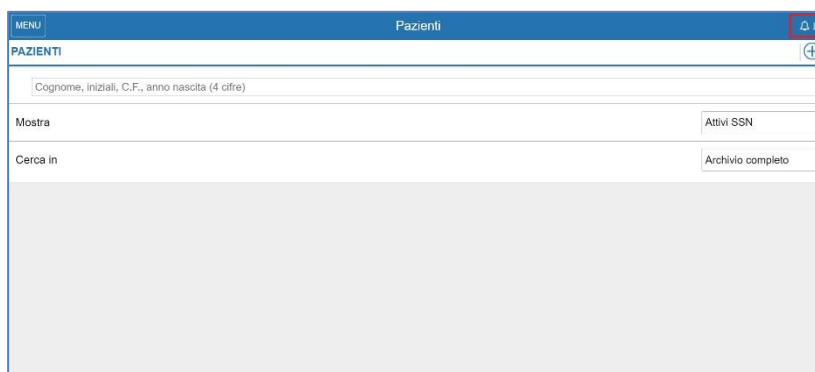 MENU Pazienti
PAZIENTI
Cognome, iniziali, C.F., anno nascita (4 cifre)
Mostra Attivi SSN
Cerca in Archivio completo